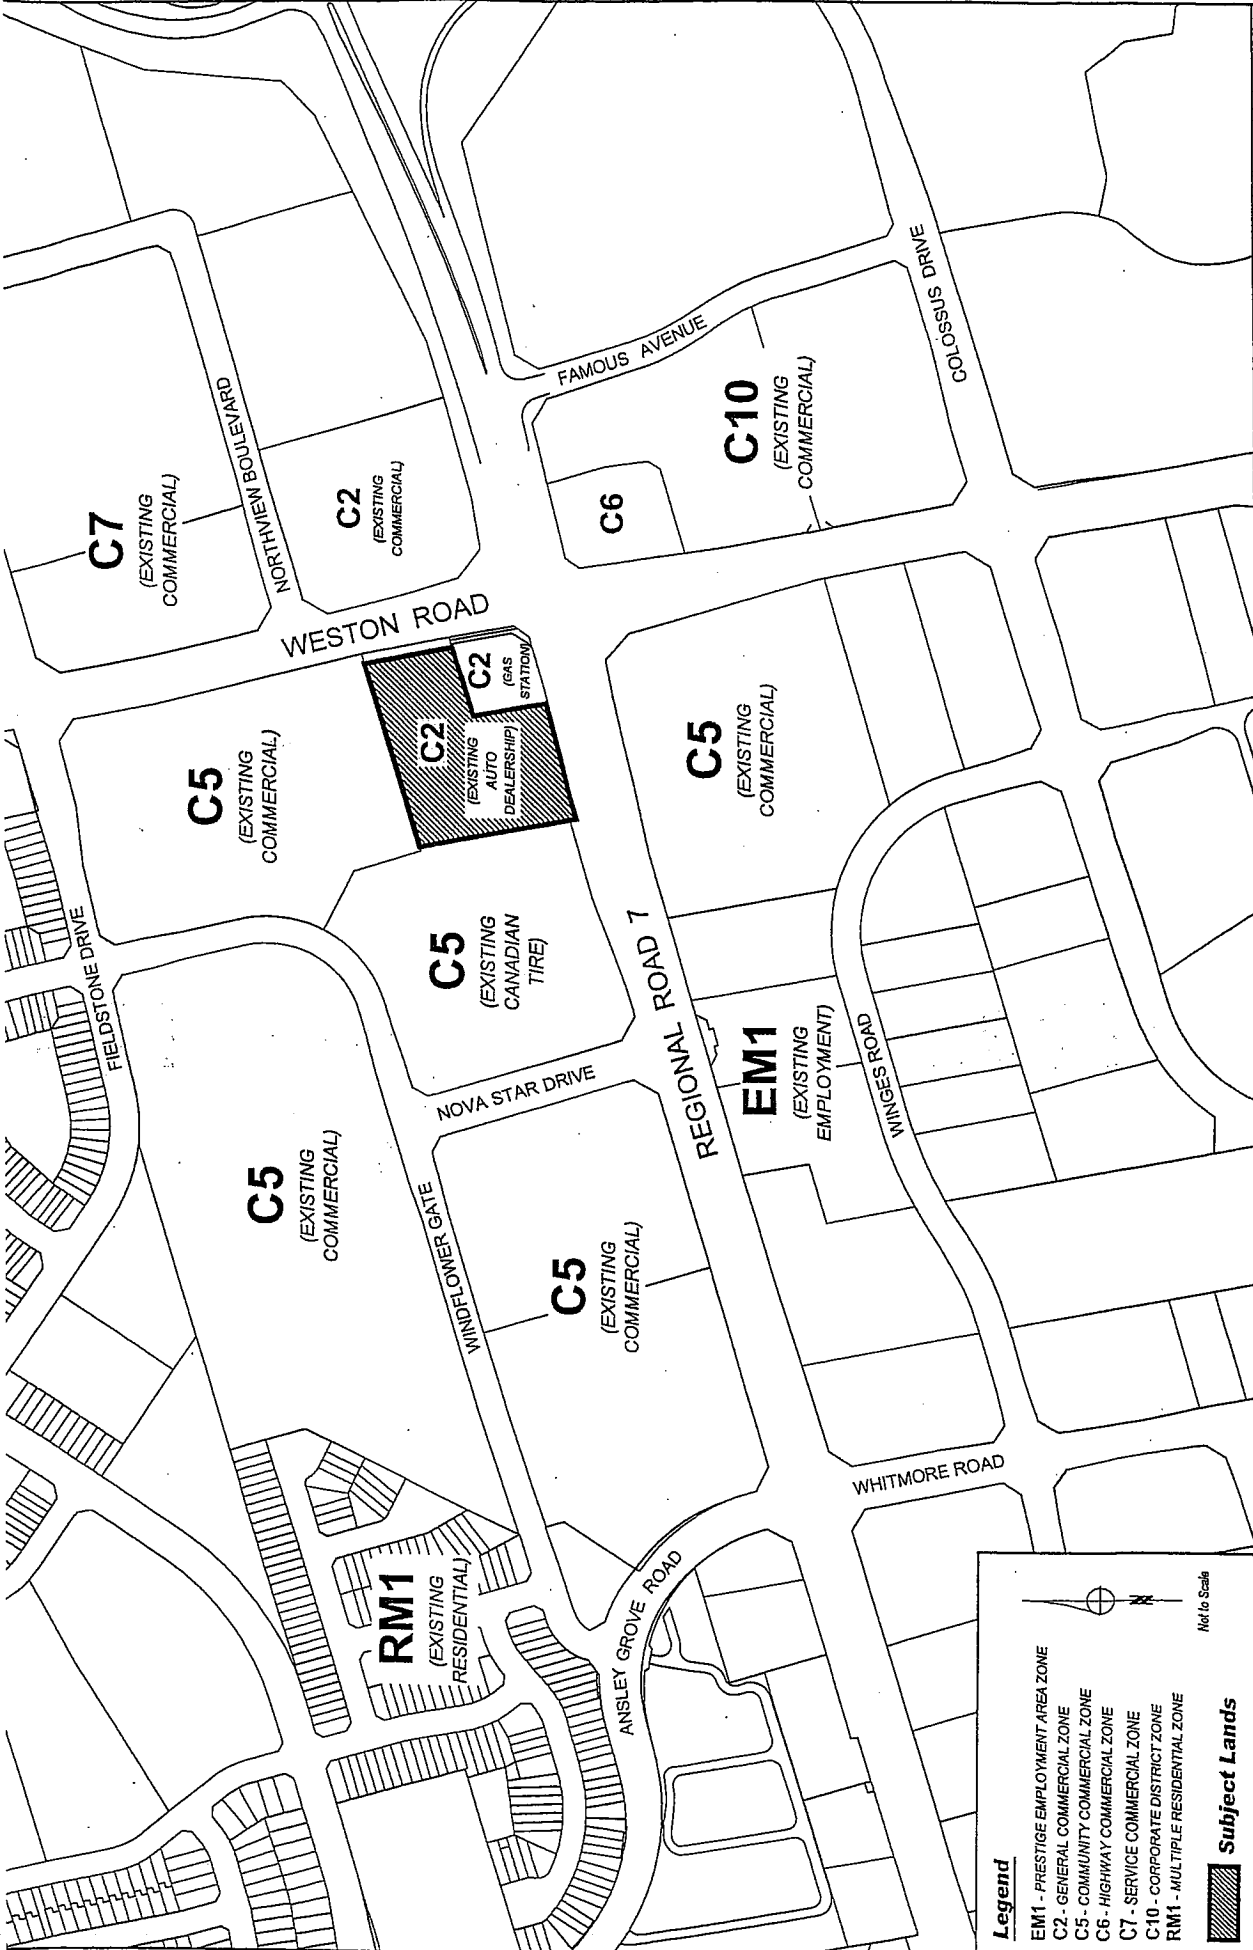 C7
(EXISTING
COMMERCIAL)
NORTHVIEW BOULEVARD
C2
(EXISTING
COMMERCIAL)
WESTON ROAD
FAMOUS AVENUE
COLOSSUS DRIVE
C10
(EXISTING
COMMERCIAL)
C6
C5
(EXISTING
COMMERCIAL)
C2
(EXISTING
AUTO
DEALERSHIP)
C2
(GAS
STATION)
C5
(EXISTING
COMMERCIAL)
FIELDSTONE DRIVE
C5
(EXISTING
CANADIAN
TIRE)
NOVA STAR DRIVE
REGIONAL ROAD 7
EM1
(EXISTING
EMPLOYMENT)
WINGES ROAD
C5
(EXISTING
COMMERCIAL)
WINDFLOWER GATE
C5
(EXISTING
COMMERCIAL)
RM1
(EXISTING
RESIDENTIAL)
ANSLEY GROVE ROAD
WHITMORE ROAD
Legend
EM1 - PRESTIGE EMPLOYMENT AREA ZONE
C2 - GENERAL COMMERCIAL ZONE
C5 - COMMUNITY COMMERCIAL ZONE
C6 - HIGHWAY COMMERCIAL ZONE
C7 - SERVICE COMMERCIAL ZONE
C10 - CORPORATE DISTRICT ZONE
RM1 - MULTIPLE RESIDENTIAL ZONE
Subject Lands
N
Not to Scale